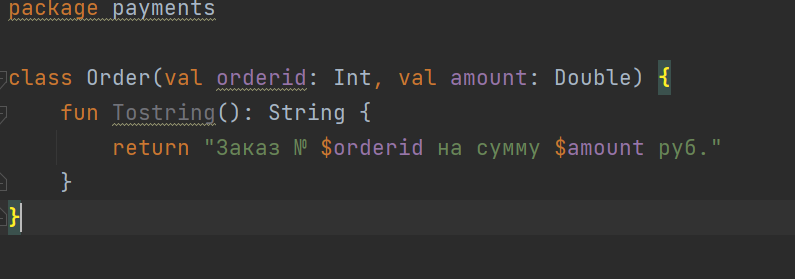 package payments
class Order(val orderid: Int, val amount: Double) {
fun Tostring(): String {
return "Заказ № $orderid на сумму $amount руб."
}
}